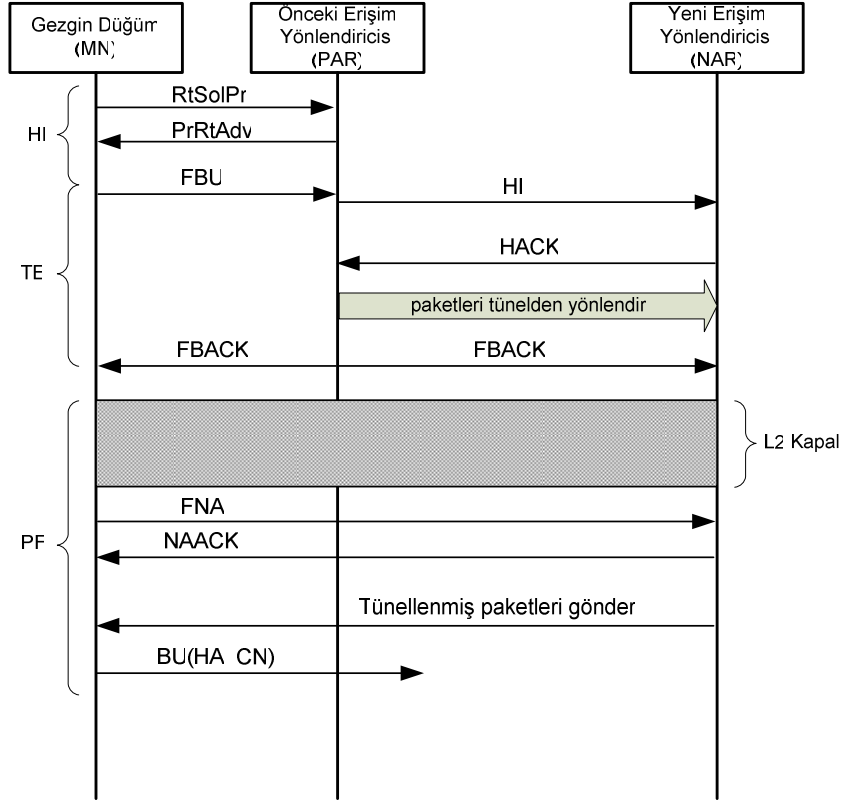 Gezgin Düğüm
(MN)
Önceki Erişim
Yönlendiricis
(PAR)
Yeni Erişim
Yönlendiricis
(NAR)
RtSolPr
HI
PrRtAdv
FBU
HI
HACK
TE
paketleri tünelden yönlendir
FBACK
FBACK
L2 Kapal
FNA
PF
NAACK
Tünellenmiş paketleri gönder
BU(HA CN)